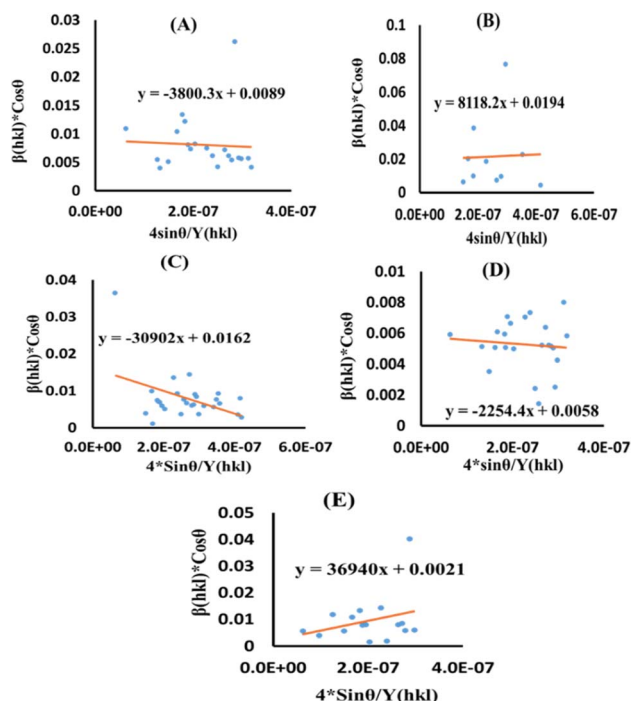 (A)
0.03
0.025
0.02
0.015
0.01
0.005
0
β(hkl)*Cosθ
y = -3800.3x + 0.0089
0.0E+00 2.0E-07 4.0E-07
4sinθ/Y(hkl)
(B)
0.1
0.08
0.06
0.04
0.02
0
β(hkl)*Cosθ
y = 8118.2x + 0.0194
0.0E+00 2.0E-07 4.0E-07 6.0E-07
4sinθ/Y(hkl)
(C)
0.04
0.03
0.02
0.01
0
β(hkl)*Cosθ
y = -30902x + 0.0162
0.0E+00 2.0E-07 4.0E-07 6.0E-07
4*Sinθ/Y(hkl)
(D)
0.01
0.008
0.006
0.004
0.002
0
β(hkl)*Cosθ
y = -2254.4x + 0.0058
0.0E+00 2.0E-07 4.0E-07
4*sinθ/Y(hkl)
(E)
0.05
0.04
0.03
0.02
0.01
0
β(hkl)*Cosθ
y = 36940x + 0.0021
0.0E+00 2.0E-07 4.0E-07
4*Sinθ/Y(hkl)